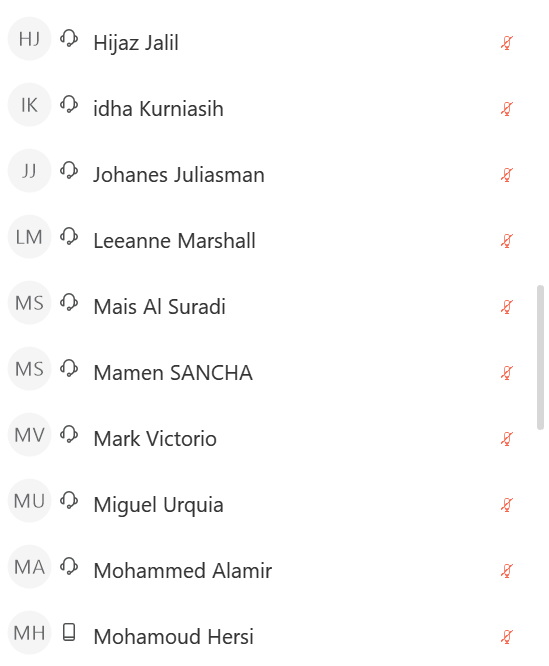 HJ Hijaz Jalil
IK idha Kurniasih
JJ Johanes Juliasman
LM Leeanne Marshall
MS Mais Al Suradi
MS Mamen SANCHA
MV Mark Victorio
MU Miguel Urquia
MA Mohammed Alamir
MH Mohamoud Hersi